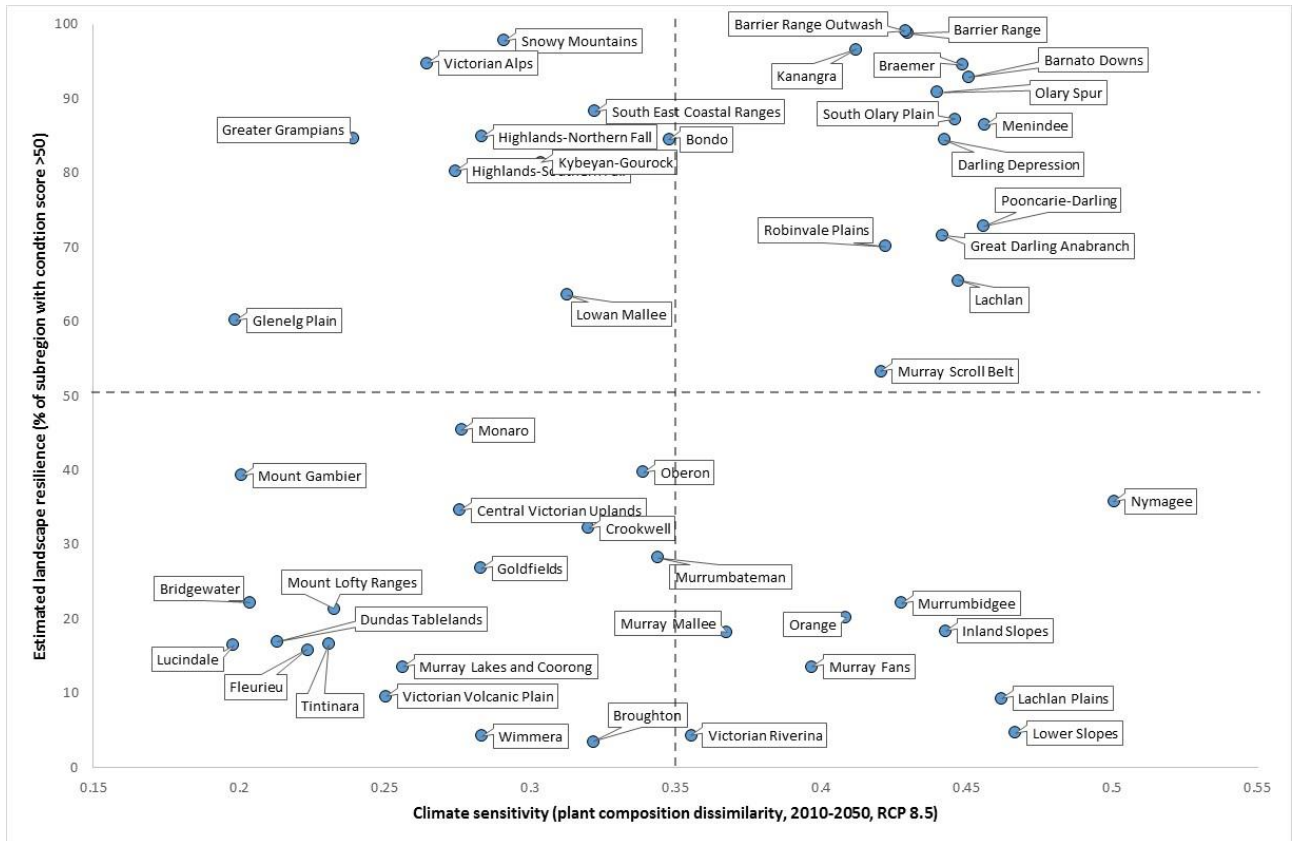 100
90
80
70
60
50
40
30
20
10
0
Estimated landscape resilience (% of subregion with condtion score >50)
Barrier Range Outwash
Barrier Range
Snowy Mountains
Victorian Alps
Kanangra
Braemer
Barnato Downs
Olary Spur
South East Coastal Ranges
South Olary Plain
Menindee
Greater Grampians
Highlands-Northern Fall
Bondo
Kybeyan-Gourock
Highlands-Southern Fall
Darling Depression
Pooncarie-Darling
Robinvale Plains
Great Darling Anabranch
Lachlan
Lowan Mallee
Glenelg Plain
Murray Scroll Belt
Monaro
Mount Gambier
Oberon
Nymagee
Central Victorian Uplands
Crookwell
Goldfields
Murrumbateman
Bridgewater
Mount Lofty Ranges
Dundas Tablelands
Murray Mallee
Orange
Murrumbidgee
Inland Slopes
Lucindale
Fleurieu
Tintinara
Murray Lakes and Coorong
Murray Fans
Victorian Volcanic Plain
Lachlan Plains
Broughton
Wimmera
Victorian Riverina
Lower Slopes
0.15
0.2
0.25
0.3
0.35
0.4
0.45
0.5
0.55
Climate sensitivity (plant composition dissimilarity, 2010-2050, RCP 8.5)